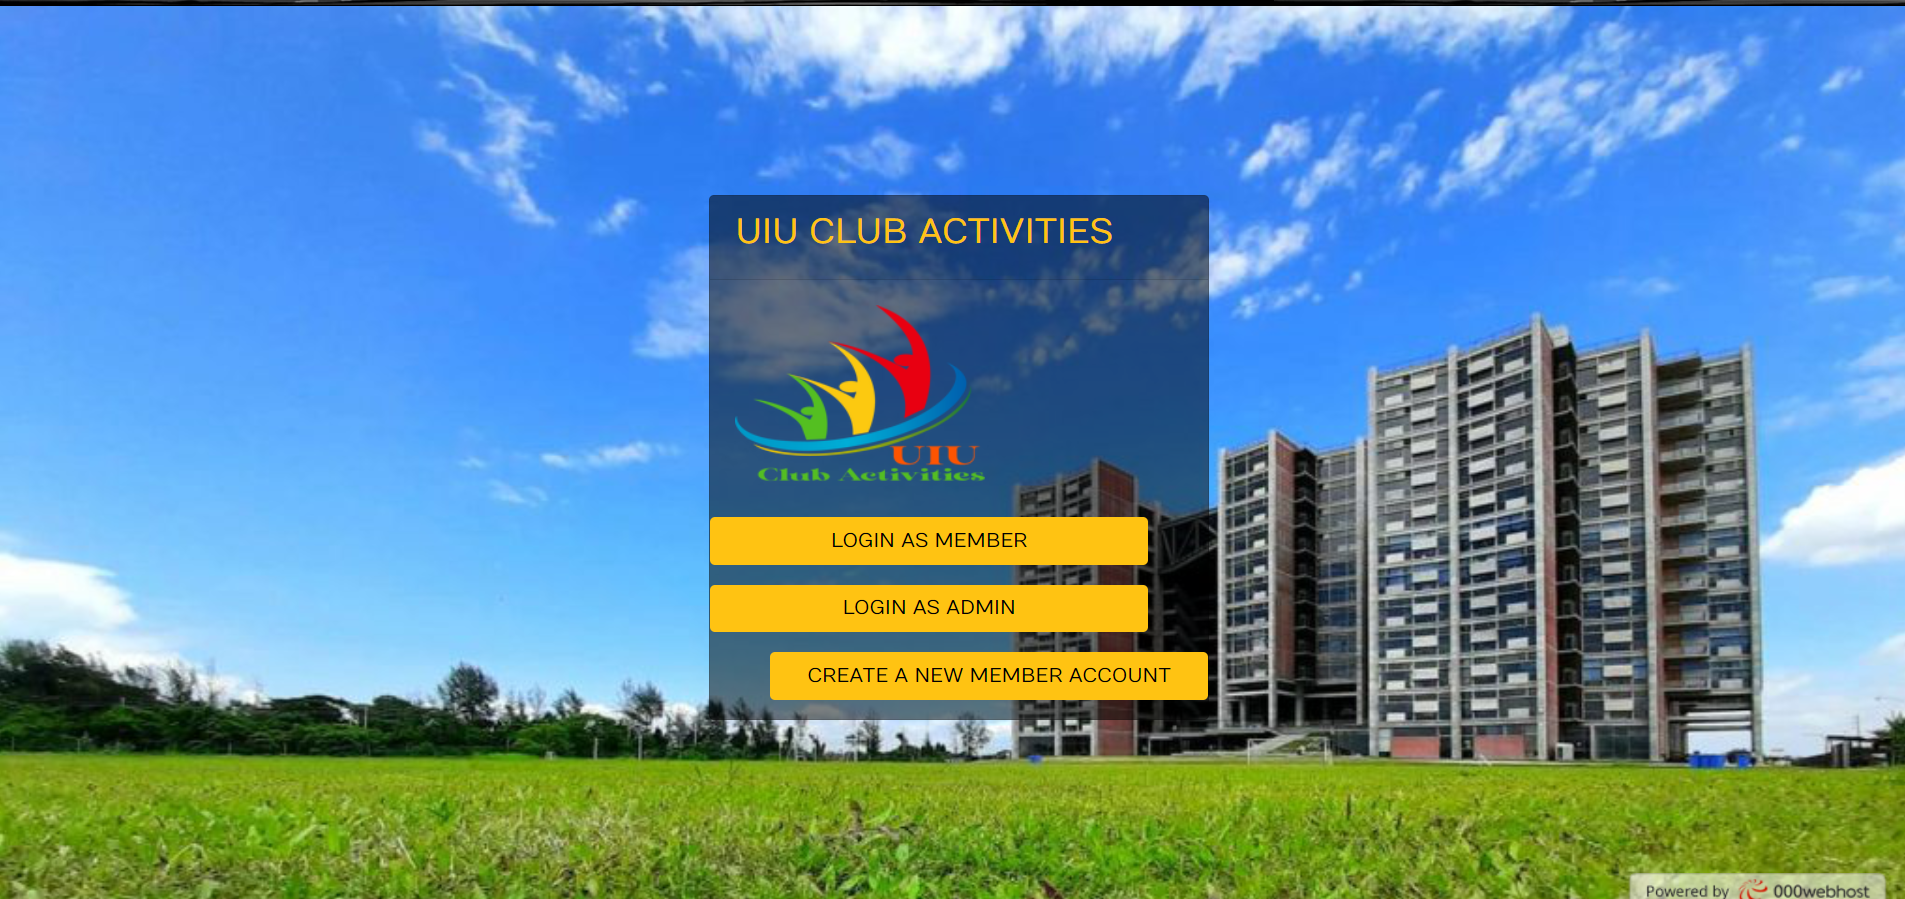 UIU CLUB ACTIVITIES
UIU
Club Activities
LOGIN AS MEMBER
LOGIN AS ADMIN
CREATE A NEW MEMBER ACCOUNT
Powered by 000webhost